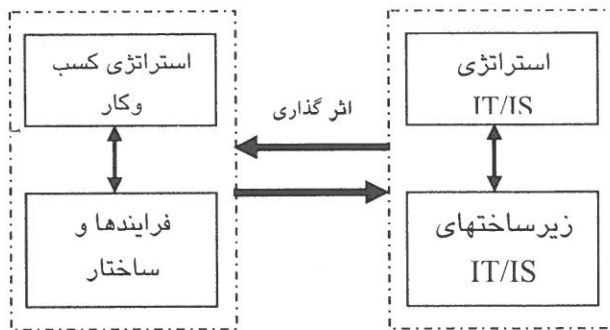 استراتژی
IT/IS
زیرساختهای
IT/IS
اثر گذاری
استراتژی کسب
وکار
فرایندها و
ساختار